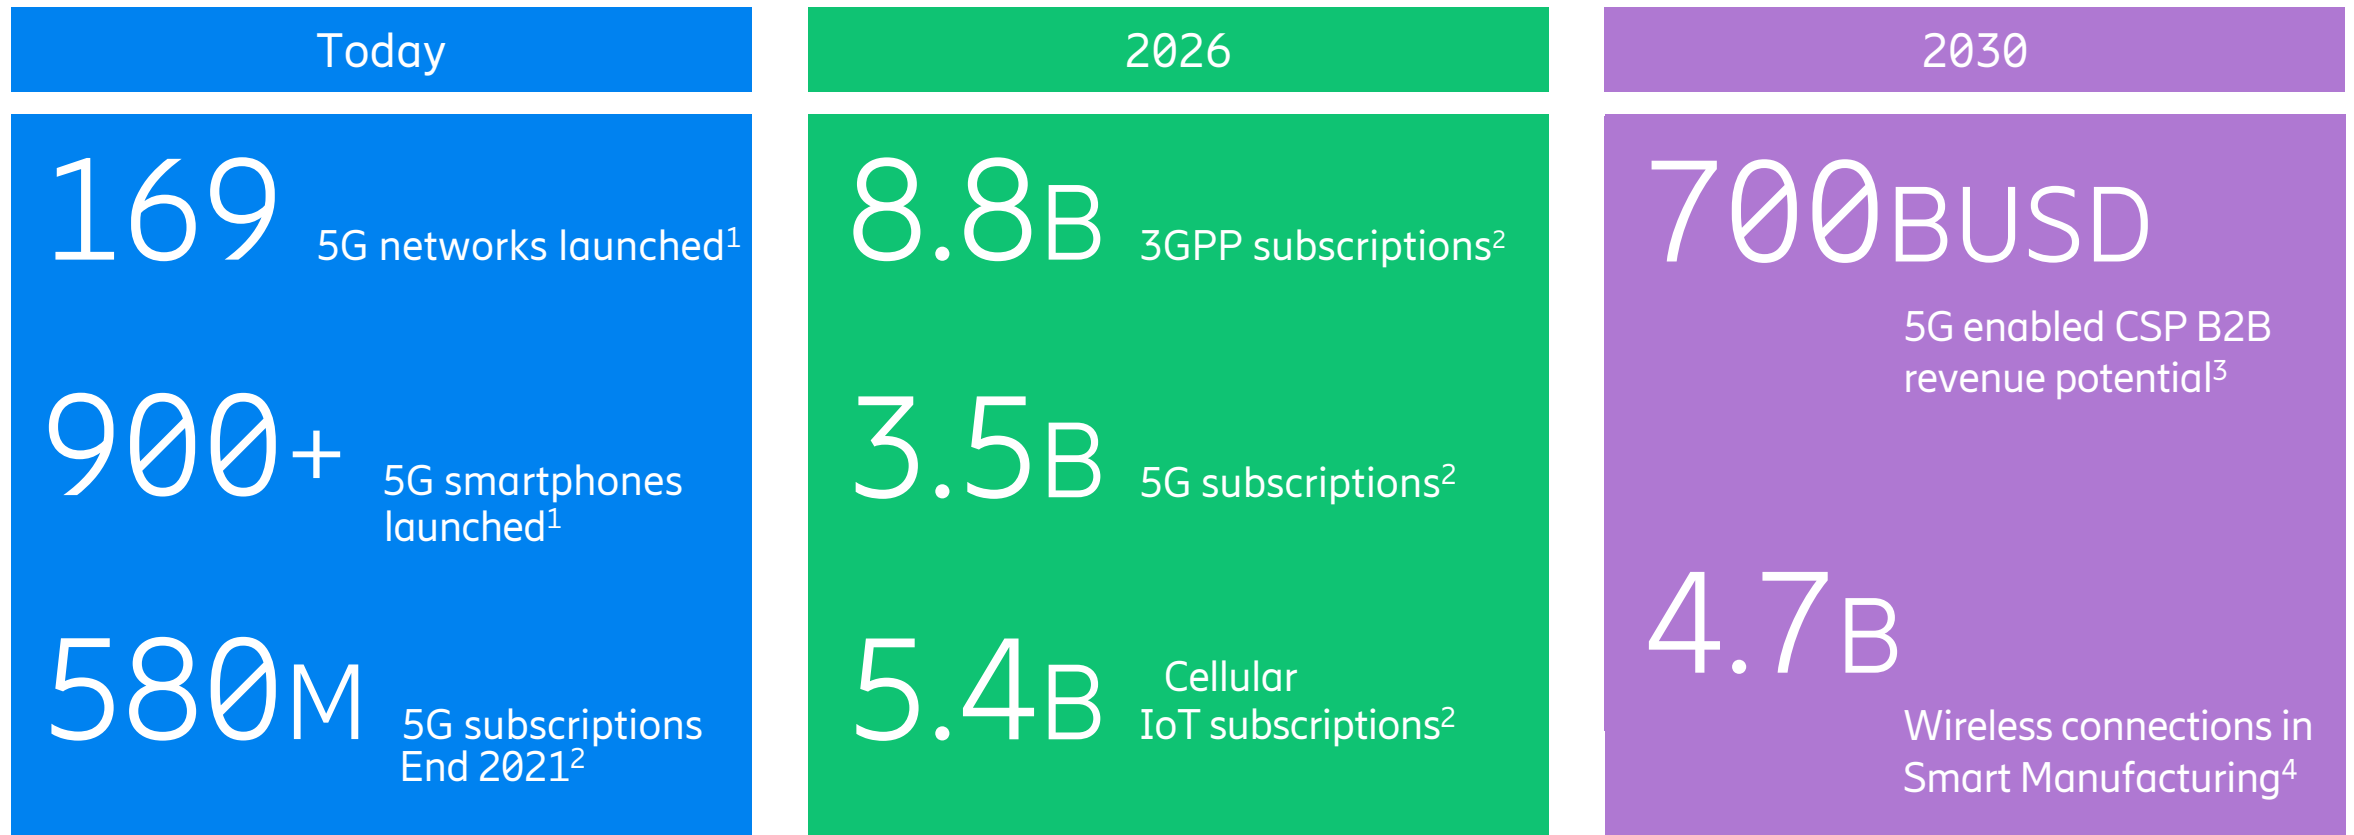 Today
169 5G networks launched¹
900+ 5G smartphones
launched¹
580M 5G subscriptions
End 2021²
2026
8.8B 3GPP subscriptions²
3.5B 5G subscriptions²
5.4B Cellular
IoT subscriptions²
2030
700BUSD
5G enabled CSP B2B
revenue potential³
4.7B
Wireless connections in
Smart Manufacturing⁴